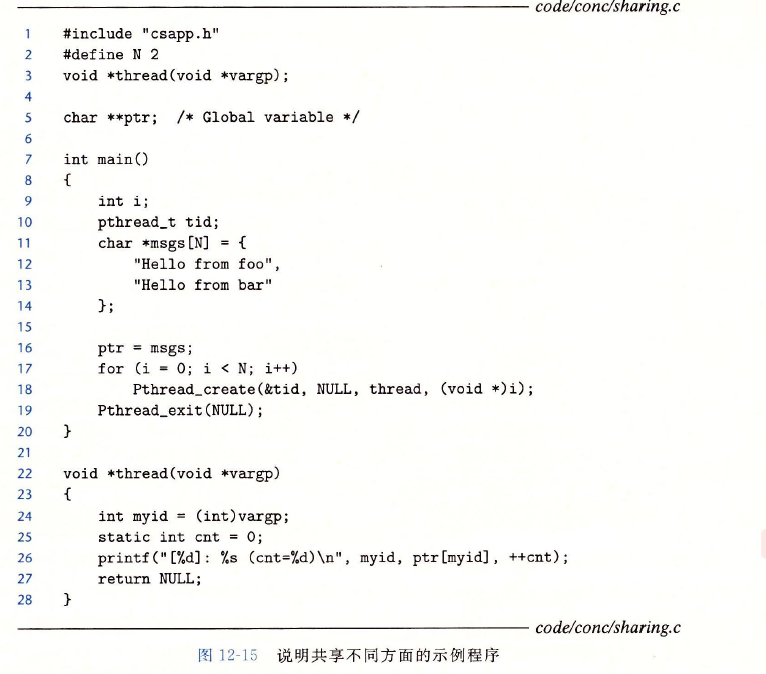 code/conc/sharing.c
1 #include "csapp.h"
2 #define N 2
3 void *thread(void *vargp);
4
5 char **ptr;  /* Global variable */
6
7 int main()
8 {
9     int i;
10     pthread_t tid;
11     char *msgs[N] = {
12         "Hello from foo",
13         "Hello from bar"
14     };
15
16     ptr = msgs;
17     for (i = 0; i < N; i++)
18         Pthread_create(&tid, NULL, thread, (void *)i);
19     Pthread_exit(NULL);
20 }
21
22 void *thread(void *vargp)
23 {
24     int myid = (int)vargp;
25     static int cnt = 0;
26     printf("[%d]: %s (cnt=%d)\n", myid, ptr[myid], ++cnt);
27     return NULL;
28 }
code/conc/sharing.c
图 12-15 说明共享不同方面的示例程序